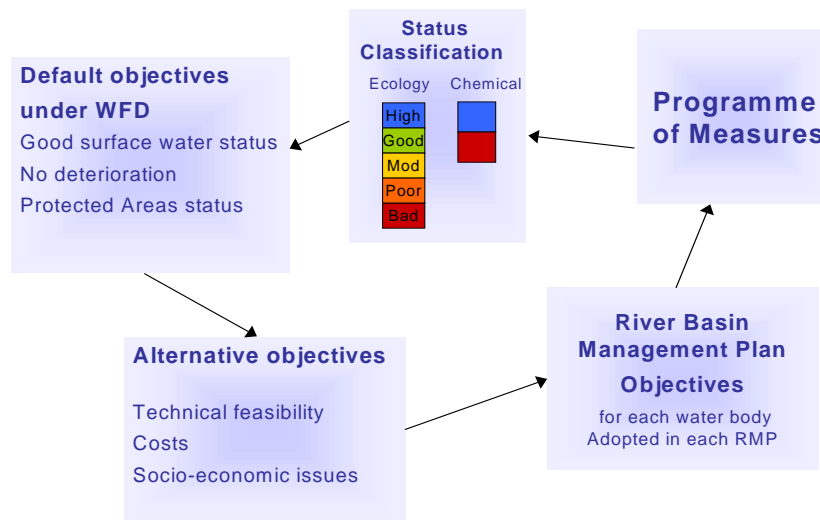 Status
Classification
Ecology Chemical
High
Good
Mod
Poor
Bad
Default objectives
under WFD
Good surface water status
No deterioration
Protected Areas status
Alternative objectives
Technical feasibility
Costs
Socio-economic issues
River Basin
Management Plan
Objectives
for each water body
Adopted in each RMP
Programme
of Measures